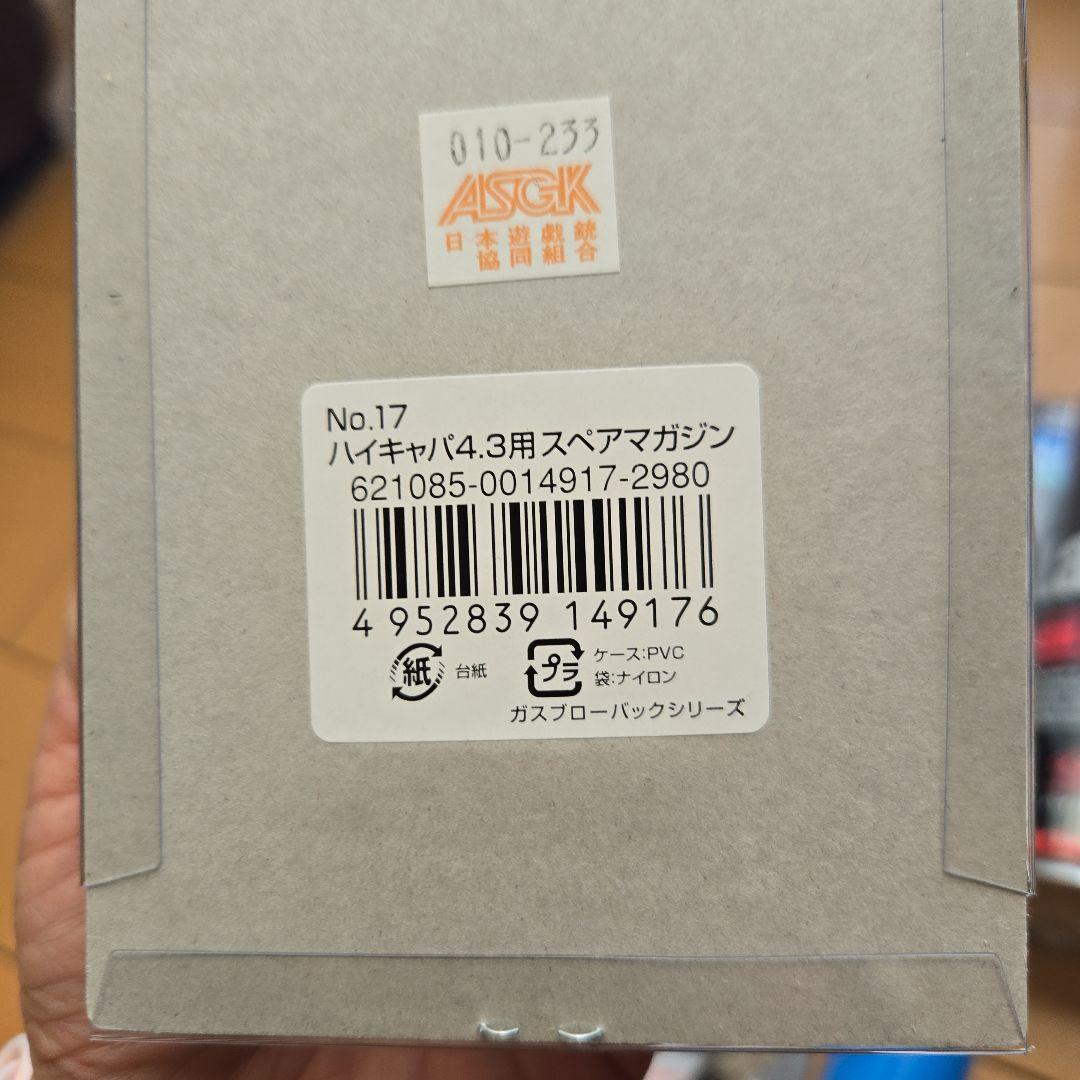 010-233
ASGK
日本遊戯銃
協同組合
No.17
ハイキャパ4.3用スペアマガジン
621085-0014917-2980
4 952839 149176
紙 台紙
プラ ケース:PVC
袋:ナイロン
ガスブローバックシリーズ